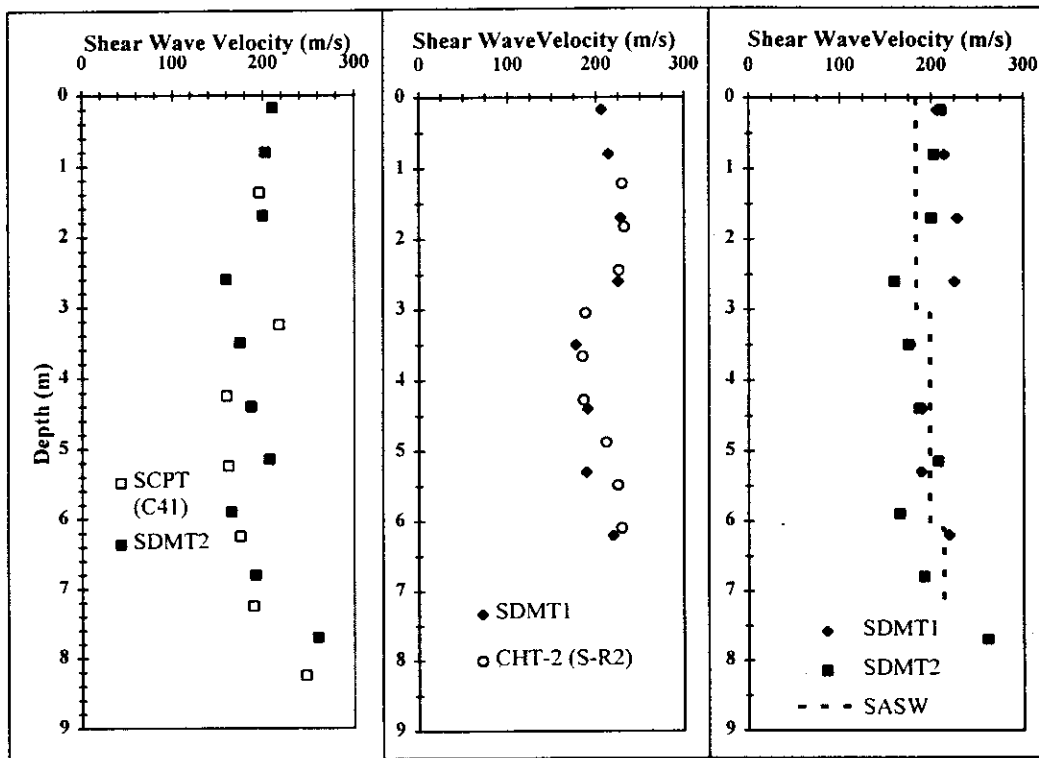 Shear Wave Velocity (m/s)
0 100 200 300
0
1
2
3
4
5
6
7
8
9
Depth (m)
SCPT
(C41)
SDMT2
Shear WaveVelocity (m/s)
0 100 200 300
0
1
2
3
4
5
6
7
8
9
SDMT1
CHT-2 (S-R2)
Shear WaveVelocity (m/s)
0 100 200 300
0
1
2
3
4
5
6
7
8
9
SDMT1
SDMT2
SASW